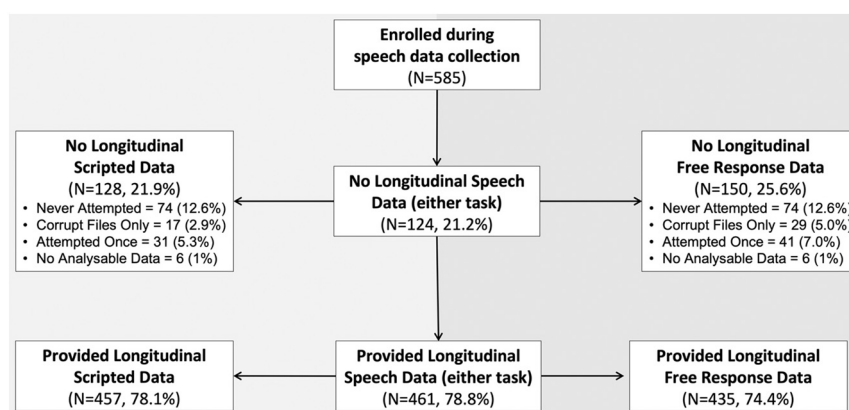 Enrolled during
speech data collection
(N=585)
No Longitudinal
Scripted Data
(N=128, 21.9%)
• Never Attempted = 74 (12.6%)
• Corrupt Files Only = 17 (2.9%)
• Attempted Once = 31 (5.3%)
• No Analysable Data = 6 (1%)
No Longitudinal Speech
Data (either task)
(N=124, 21.2%)
No Longitudinal
Free Response Data
(N=150, 25.6%)
• Never Attempted = 74 (12.6%)
• Corrupt Files Only = 29 (5.0%)
• Attempted Once = 41 (7.0%)
• No Analysable Data = 6 (1%)
Provided Longitudinal
Scripted Data
(N=457, 78.1%)
Provided Longitudinal
Speech Data (either task)
(N=461, 78.8%)
Provided Longitudinal
Free Response Data
(N=435, 74.4%)